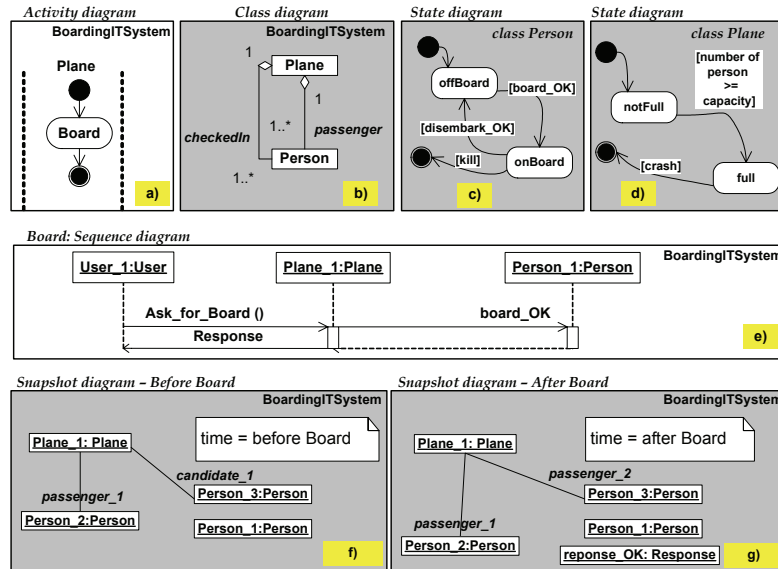 Activity diagram
BoardingITSystem
Plane
Board
a)
Class diagram
BoardingITSystem
1
Plane
1
checkedIn
1..*
passenger
Person
1..*
b)
State diagram
class Person
offBoard
[board_OK]
[disembark_OK]
[kill]
onBoard
c)
State diagram
class Plane
[number of
person
>=
capacity]
notFull
[crash]
full
d)
Board: Sequence diagram
BoardingITSystem
User_1:User
Plane_1:Plane
Person_1:Person
Ask_for_Board ()
board_OK
Response
e)
Snapshot diagram – Before Board
BoardingITSystem
Plane_1: Plane
time = before Board
candidate_1
passenger_1
Person_3:Person
Person_2:Person
Person_1:Person
f)
Snapshot diagram – After Board
BoardingITSystem
Plane_1: Plane
time = after Board
passenger_2
Person_3:Person
passenger_1
Person_1:Person
Person_2:Person
reponse_OK: Response
g)